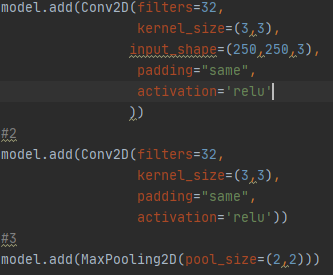 model.add(Conv2D(filters=32,
kernel_size=(3,3),
input_shape=(250,250,3),
padding="same",
activation='relu'
))
#2
model.add(Conv2D(filters=32,
kernel_size=(3,3),
padding="same",
activation='relu'))
#3
model.add(MaxPooling2D(pool_size=(2,2)))